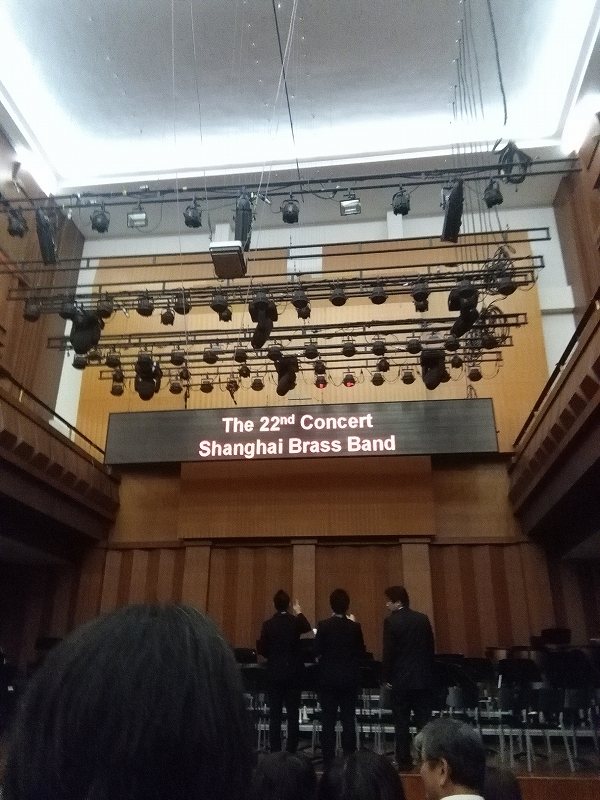 The 22nd Concert
Shanghai Brass Band